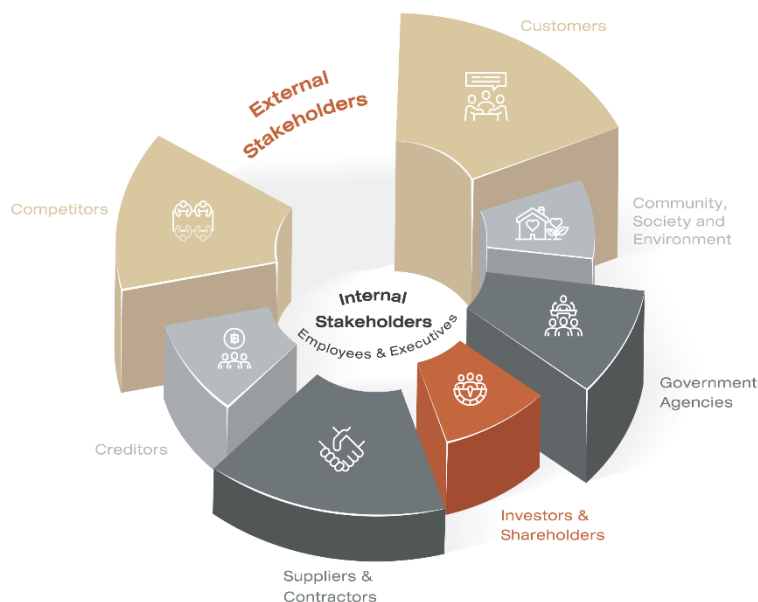 Customers
External
Stakeholders
Competitors
Community,
Society and
Environment
Internal
Stakeholders
Employees & Executives
฿
Government
Agencies
Creditors
Investors &
Shareholders
Suppliers &
Contractors